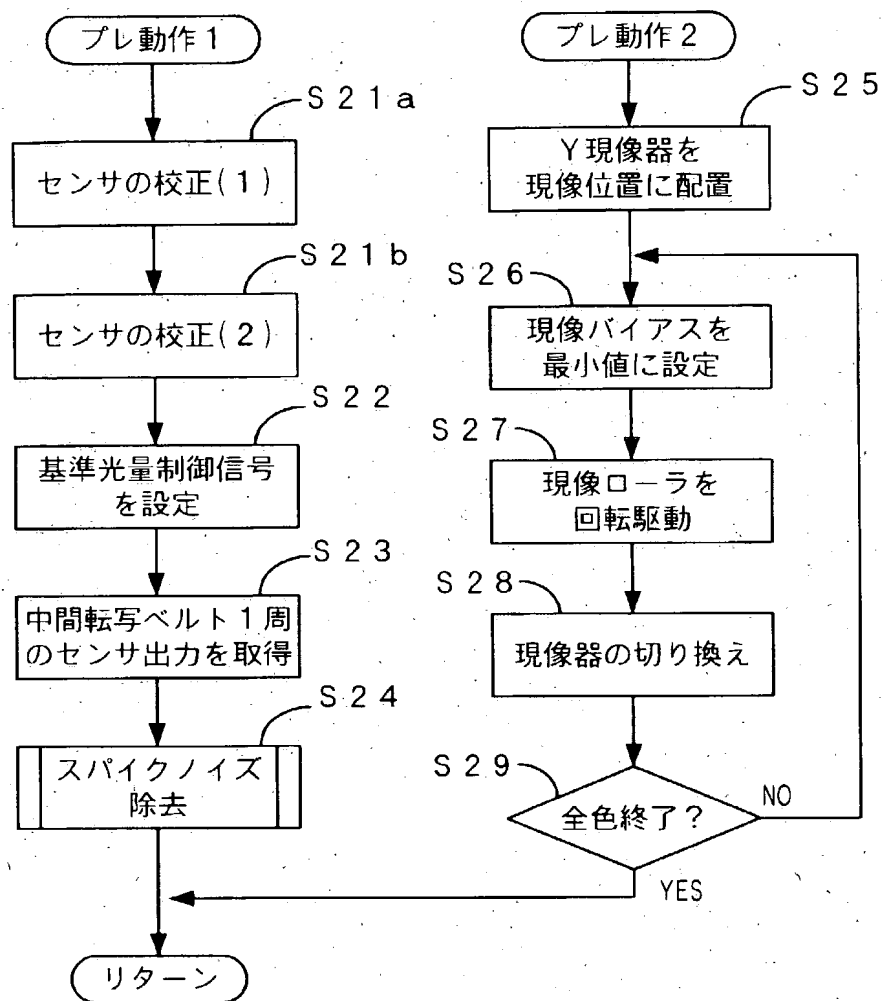 プレ動作1
S21a
センサの校正(1)
S21b
センサの校正(2)
S22
基準光量制御信号
を設定
S23
中間転写ベルト1周
のセンサ出力を取得
S24
スパイクノイズ
除去
リターン
プレ動作2
S25
Y現像器を
現像位置に配置
S26
現像バイアスを
最小値に設定
S27
現像ローラを
回転駆動
S28
現像器の切り換え
S29
全色終了?
NO
YES